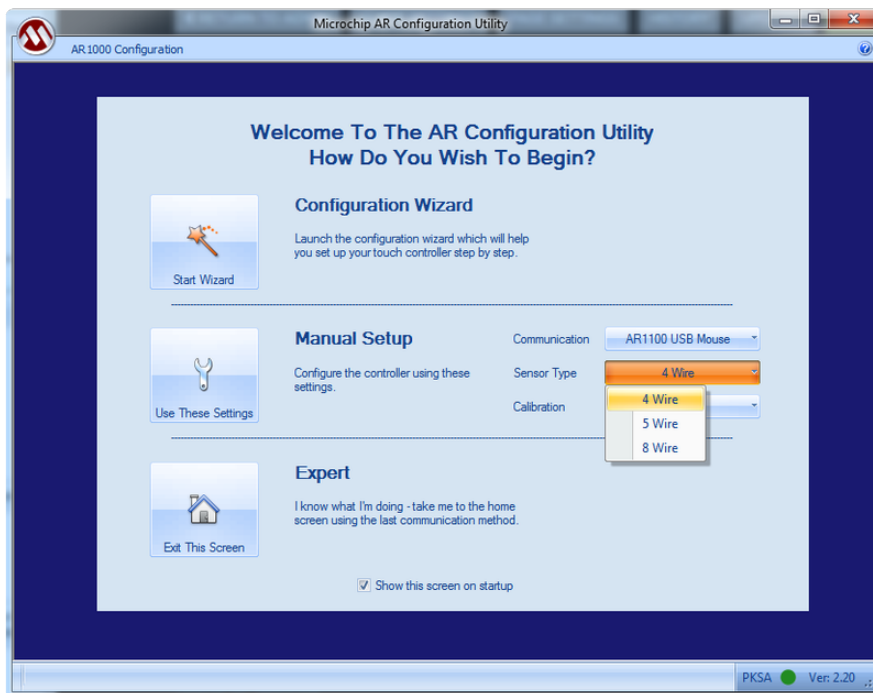 Microchip AR Configuration Utility
AR1000 Configuration
Welcome To The AR Configuration Utility
How Do You Wish To Begin?
Configuration Wizard
Launch the configuration wizard which will help
you set up your touch controller step by step.
Start Wizard
Manual Setup
Configure the controller using these
settings.
Use These Settings
Communication
AR1100 USB Mouse
Sensor Type
4 Wire
Calibration
4 Wire
5 Wire
8 Wire
Expert
I know what I'm doing - take me to the home
screen using the last communication method.
Exit This Screen
Show this screen on startup
PKSA
Ver: 2.20